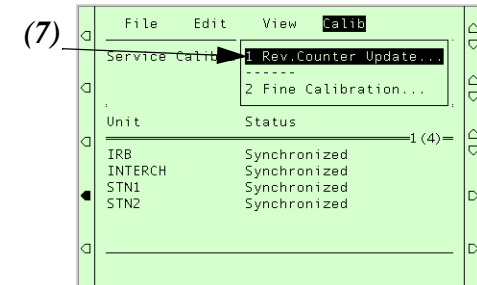 (7)
File Edit View Calib
Service Calib 1 Rev.Counter Update...
------
2 Fine Calibration...
Unit Status
1(4)
IRB Synchronized
INTERCH Synchronized
STN1 Synchronized
STN2 Synchronized